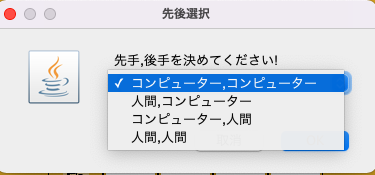 先後選択
先手,後手を決めてください!
✓ コンピューター,コンピューター
人間,コンピューター
コンピューター,人間
人間,人間